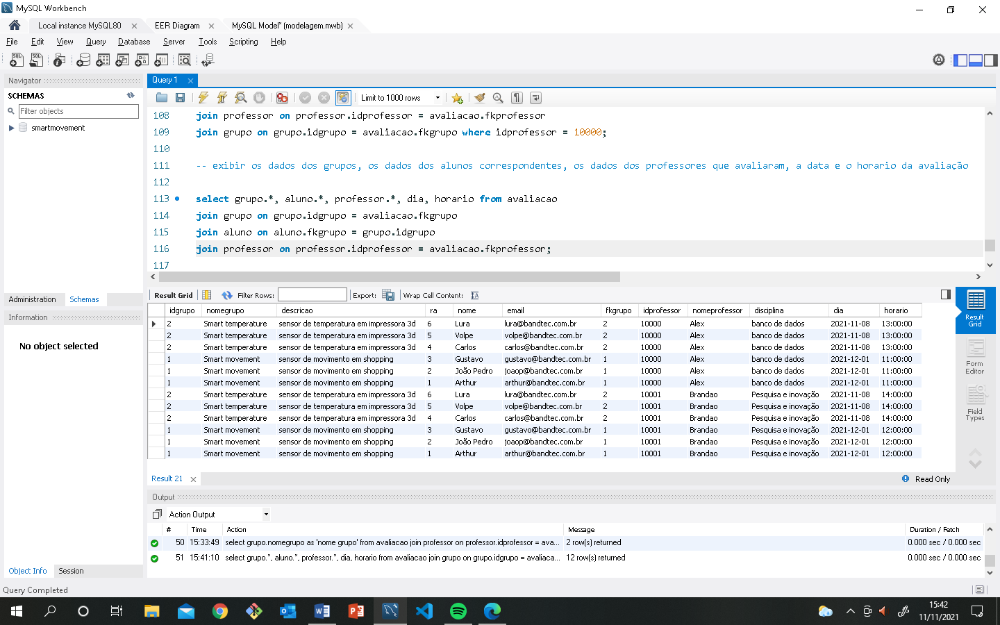 MySQL Workbench
Local instance MySQL80
EER Diagram
MySQL Model* (modelagem.mwb)
File Edit View Query Database Server Tools Scripting Help
Navigator
SCHEMAS
Filter objects
smartmovement
Administration Schemas
Information
No object selected
Object Info Session
Query 1
Limit to 1000 rows
108 join professor on professor.idprofessor = avaliacao.fkprofessor
109 join grupo on grupo.idgrupo = avaliacao.fkgrupo where idprofessor = 10000;
110
111 -- exibir os dados dos grupos, os dados dos alunos correspondentes, os dados dos professores que avaliaram, a data e o horario da avaliação
112
113 select grupo.*, aluno.*, professor.*, dia, horario from avaliacao
114 join grupo on grupo.idgrupo = avaliacao.fkgrupo
115 join aluno on aluno.fkgrupo = grupo.idgrupo
116 join professor on professor.idprofessor = avaliacao.fkprofessor;
117
Result Grid Filter Rows: Export: Wrap Cell Content:
idgrupo nomegrupo descricao ra nome email fkgrupo idprofessor nomeprofessor disciplina dia horario
2 Smart temperature sensor de temperatura em impressora 3d 6 Lura lura@bandtec.com.br 2 10000 Alex banco de dados 2021-11-08 13:00:00
2 Smart temperature sensor de temperatura em impressora 3d 5 Volpe volpe@bandtec.com.br 2 10000 Alex banco de dados 2021-11-08 13:00:00
2 Smart temperature sensor de temperatura em impressora 3d 4 Carlos carlos@bandtec.com.br 2 10000 Alex banco de dados 2021-11-08 13:00:00
1 Smart movement sensor de movimento em shopping 3 Gustavo gustavo@bandtec.com.br 1 10000 Alex banco de dados 2021-12-01 11:00:00
1 Smart movement sensor de movimento em shopping 2 João Pedro joaop@bandtec.com.br 1 10000 Alex banco de dados 2021-12-01 11:00:00
1 Smart movement sensor de movimento em shopping 1 Arthur arthur@bandtec.com.br 1 10000 Alex banco de dados 2021-12-01 11:00:00
2 Smart temperature sensor de temperatura em impressora 3d 6 Lura lura@bandtec.com.br 2 10001 Brandao Pesquisa e inovação 2021-11-08 14:00:00
2 Smart temperature sensor de temperatura em impressora 3d 5 Volpe volpe@bandtec.com.br 2 10001 Brandao Pesquisa e inovação 2021-11-08 14:00:00
2 Smart temperature sensor de temperatura em impressora 3d 4 Carlos carlos@bandtec.com.br 2 10001 Brandao Pesquisa e inovação 2021-11-08 14:00:00
1 Smart movement sensor de movimento em shopping 3 Gustavo gustavo@bandtec.com.br 1 10001 Brandao Pesquisa e inovação 2021-12-01 12:00:00
1 Smart movement sensor de movimento em shopping 2 João Pedro joaop@bandtec.com.br 1 10001 Brandao Pesquisa e inovação 2021-12-01 12:00:00
1 Smart movement sensor de movimento em shopping 1 Arthur arthur@bandtec.com.br 1 10001 Brandao Pesquisa e inovação 2021-12-01 12:00:00
Result
Grid
Form
Editor
Field
Types
Result 21
Read Only
Output
Action Output
# Time Action Message Duration / Fetch
50 15:33:49 select grupo.nomegrupo as 'nome grupo' from avaliacao join professor on professor.idprofessor = ava... 2 row(s) returned 0.000 sec / 0.000 sec
51 15:41:10 select grupo.*, aluno.*, professor.*, dia, horario from avaliacao join grupo on grupo.idgrupo = avaliaca... 12 row(s) returned 0.000 sec / 0.000 sec
Query Completed
15:42
11/11/2021